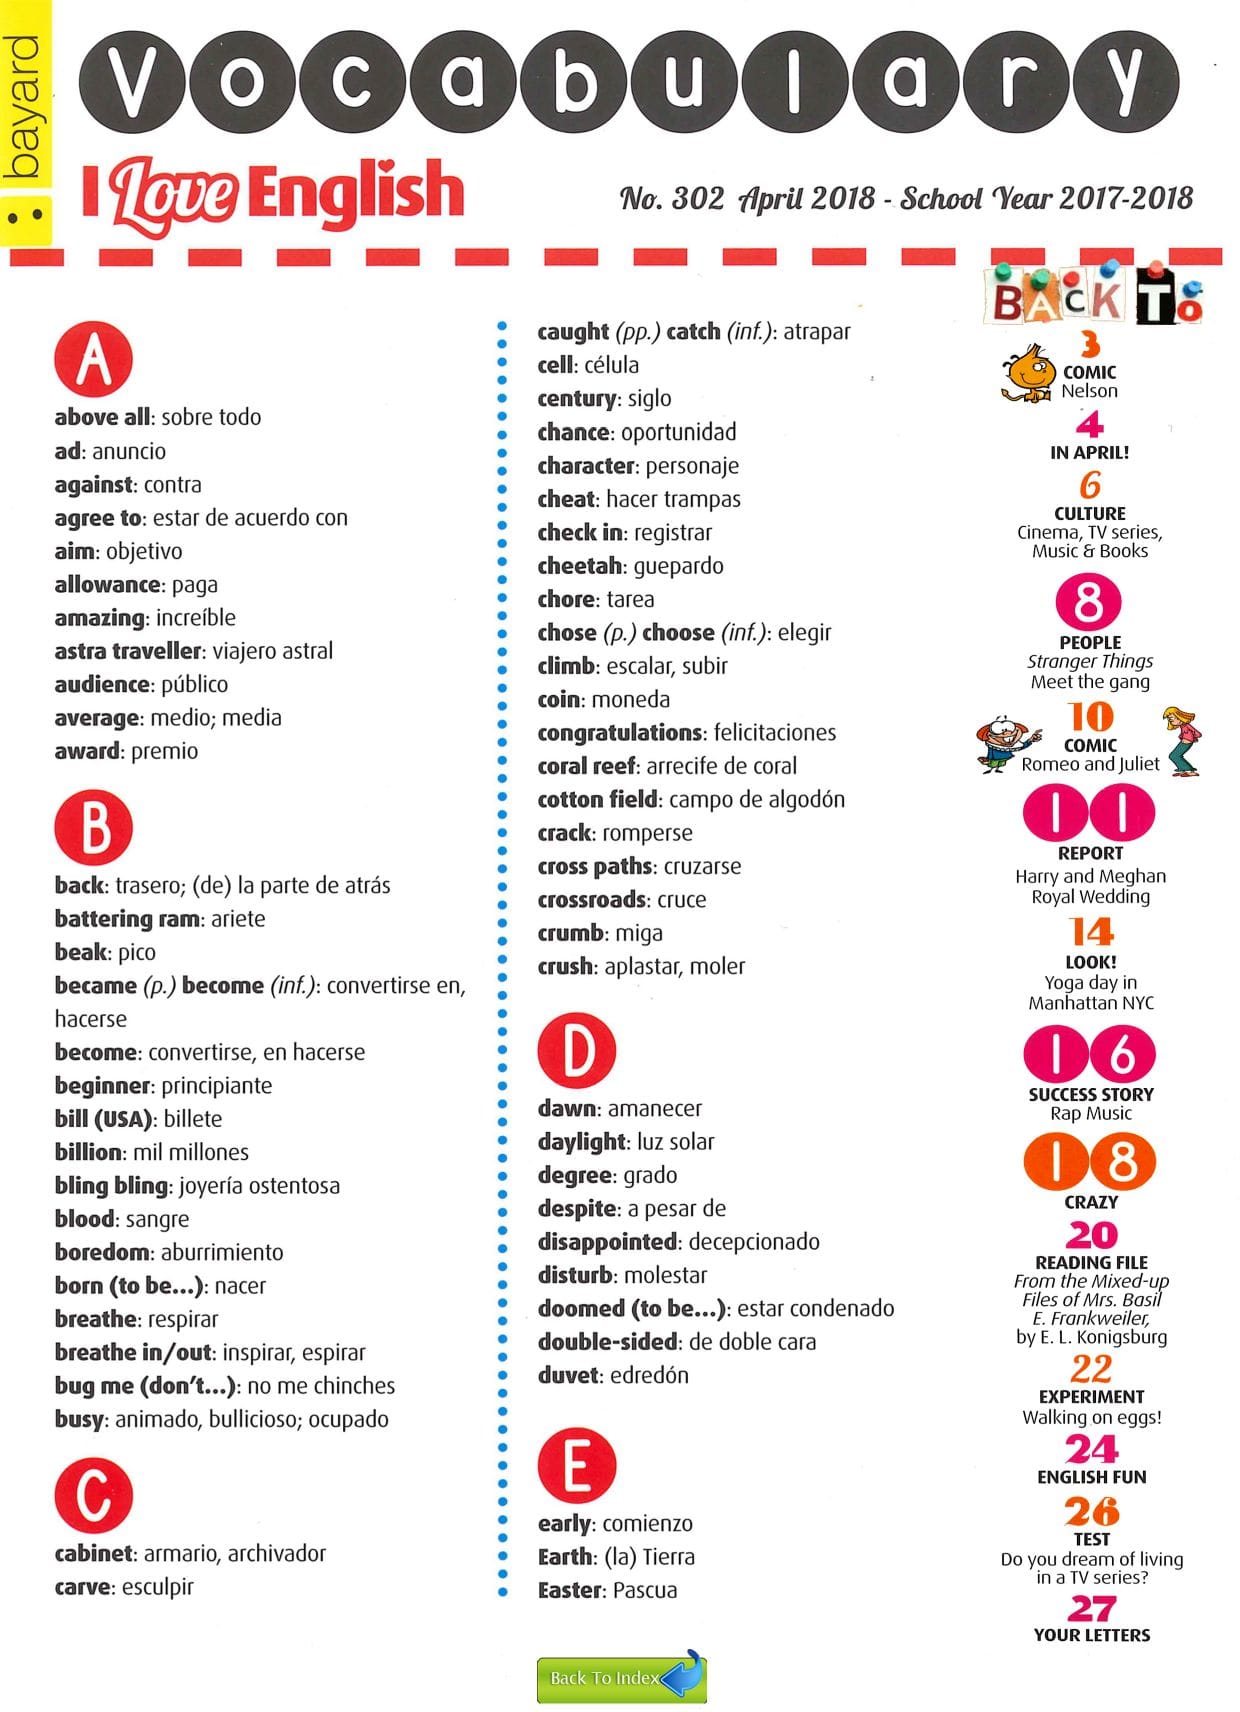 bayard
Vocabulary
I Love English
No. 302 April 2018 - School Year 2017-2018
A
above all: sobre todo
ad: anuncio
against: contra
agree to: estar de acuerdo con
aim: objetivo
allowance: paga
amazing: increíble
astra traveller: viajero astral
audience: público
average: medio; media
award: premio
B
back: trasero; (de) la parte de atrás
battering ram: ariete
beak: pico
became (p.) become (inf.): convertirse en,
hacerse
become: convertirse, en hacerse
beginner: principiante
bill (USA): billete
billion: mil millones
bling bling: joyería ostentosa
blood: sangre
boredom: aburrimiento
born (to be...): nacer
breathe: respirar
breathe in/out: inspirar, espirar
bug me (don't...): no me chinches
busy: animado, bullicioso; ocupado
C
cabinet: armario, archivador
carve: esculpir
caught (pp.) catch (inf.): atrapar
cell: célula
century: siglo
chance: oportunidad
character: personaje
cheat: hacer trampas
check in: registrar
cheetah: guepardo
chore: tarea
chose (p.) choose (inf.): elegir
climb: escalar, subir
coin: moneda
congratulations: felicitaciones
coral reef: arrecife de coral
cotton field: campo de algodón
crack: romperse
cross paths: cruzarse
crossroads: cruce
crumb: miga
crush: aplastar, moler
D
dawn: amanecer
daylight: luz solar
degree: grado
despite: a pesar de
disappointed: decepcionado
disturb: molestar
doomed (to be...): estar condenado
double-sided: de doble cara
duvet: edredón
E
early: comienzo
Earth: (la) Tierra
Easter: Pascua
BACK To
3
COMIC
Nelson
4
IN APRIL!
6
CULTURE
Cinema, TV series,
Music & Books
8
PEOPLE
Stranger Things
Meet the gang
10
COMIC
Romeo and Juliet
11
REPORT
Harry and Meghan
Royal Wedding
14
LOOK!
Yoga day in
Manhattan NYC
16
SUCCESS STORY
Rap Music
18
CRAZY
20
READING FILE
From the Mixed-up
Files of Mrs. Basil
E. Frankweiler,
by E. L. Konigsburg
22
EXPERIMENT
Walking on eggs!
24
ENGLISH FUN
26
TEST
Do you dream of living
in a TV series?
27
YOUR LETTERS
Back To Index